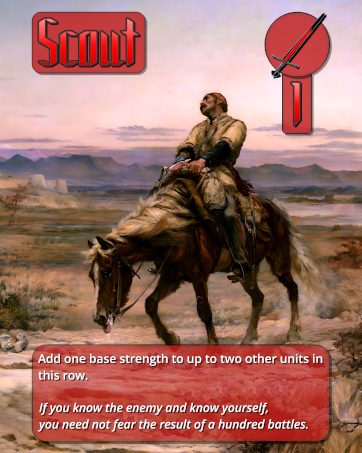 Scout
1
Add one base strength to up to two other units in
this row.
If you know the enemy and know yourself,
you need not fear the result of a hundred battles.